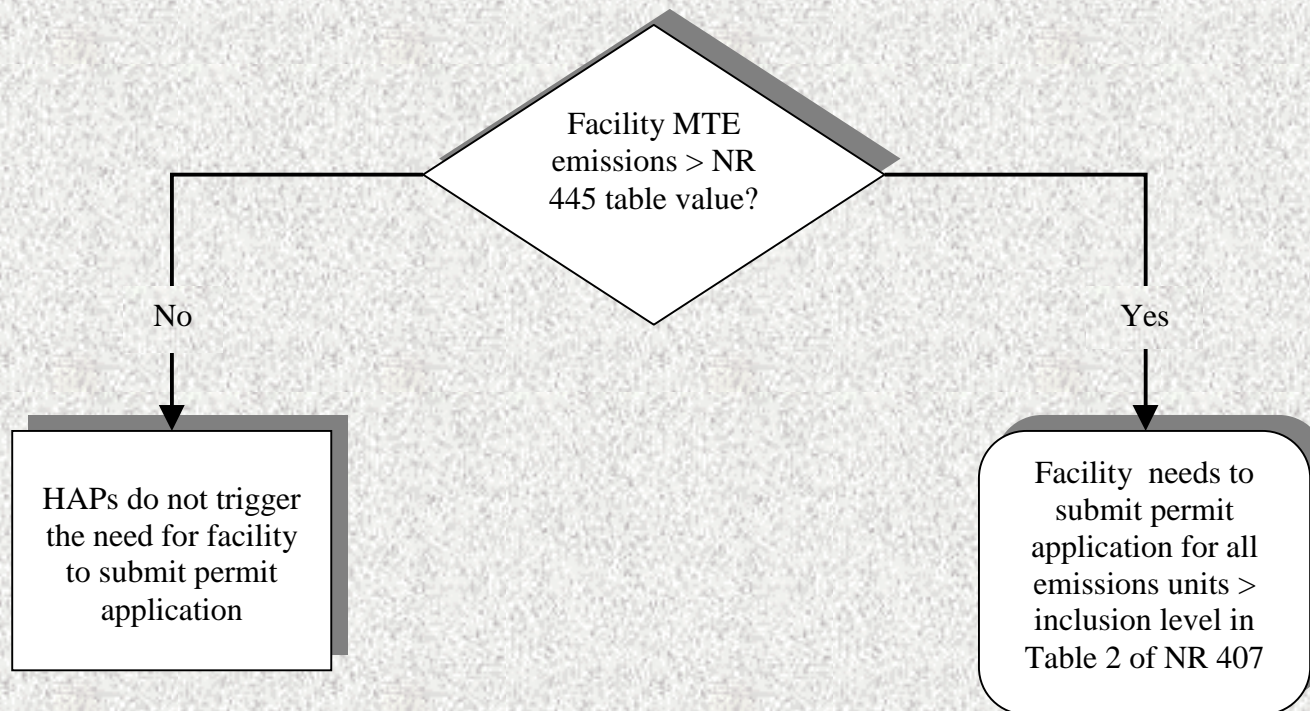 Facility MTE
emissions > NR
445 table value?
No
Yes
HAPs do not trigger
the need for facility
to submit permit
application
Facility needs to
submit permit
application for all
emissions units >
inclusion level in
Table 2 of NR 407